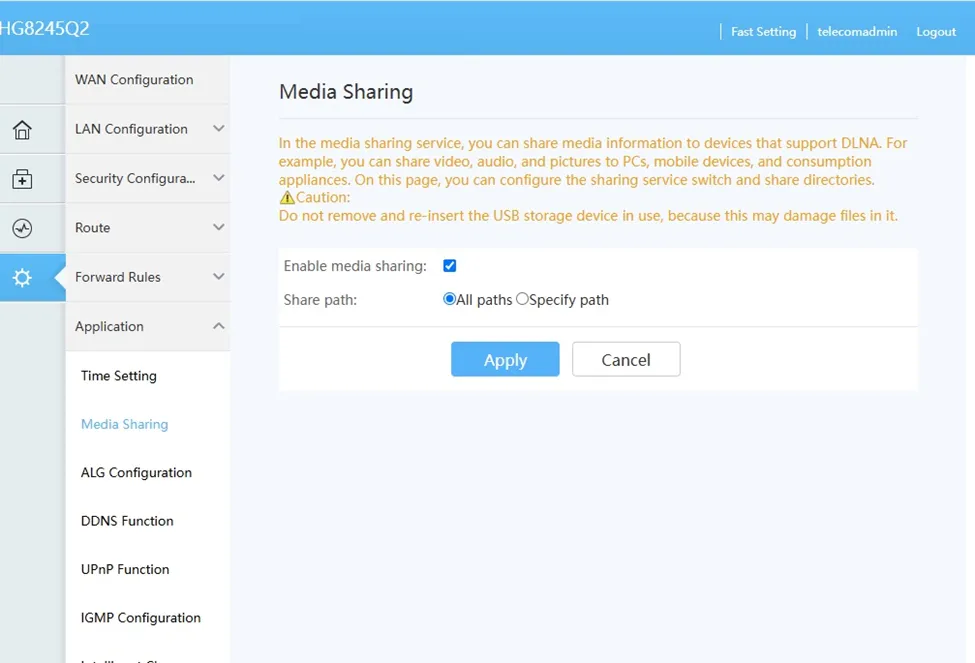 HG8245Q2
Fast Setting
telecomadmin
Logout
WAN Configuration
LAN Configuration
Security Configura...
Route
Forward Rules
Application
Time Setting
Media Sharing
ALG Configuration
DDNS Function
UPnP Function
IGMP Configuration
Media Sharing
In the media sharing service, you can share media information to devices that support DLNA. For
example, you can share video, audio, and pictures to PCs, mobile devices, and consumption
appliances. On this page, you can configure the sharing service switch and share directories.
Caution:
Do not remove and re-insert the USB storage device in use, because this may damage files in it.
Enable media sharing:
Share path: All paths Specify path
Apply Cancel